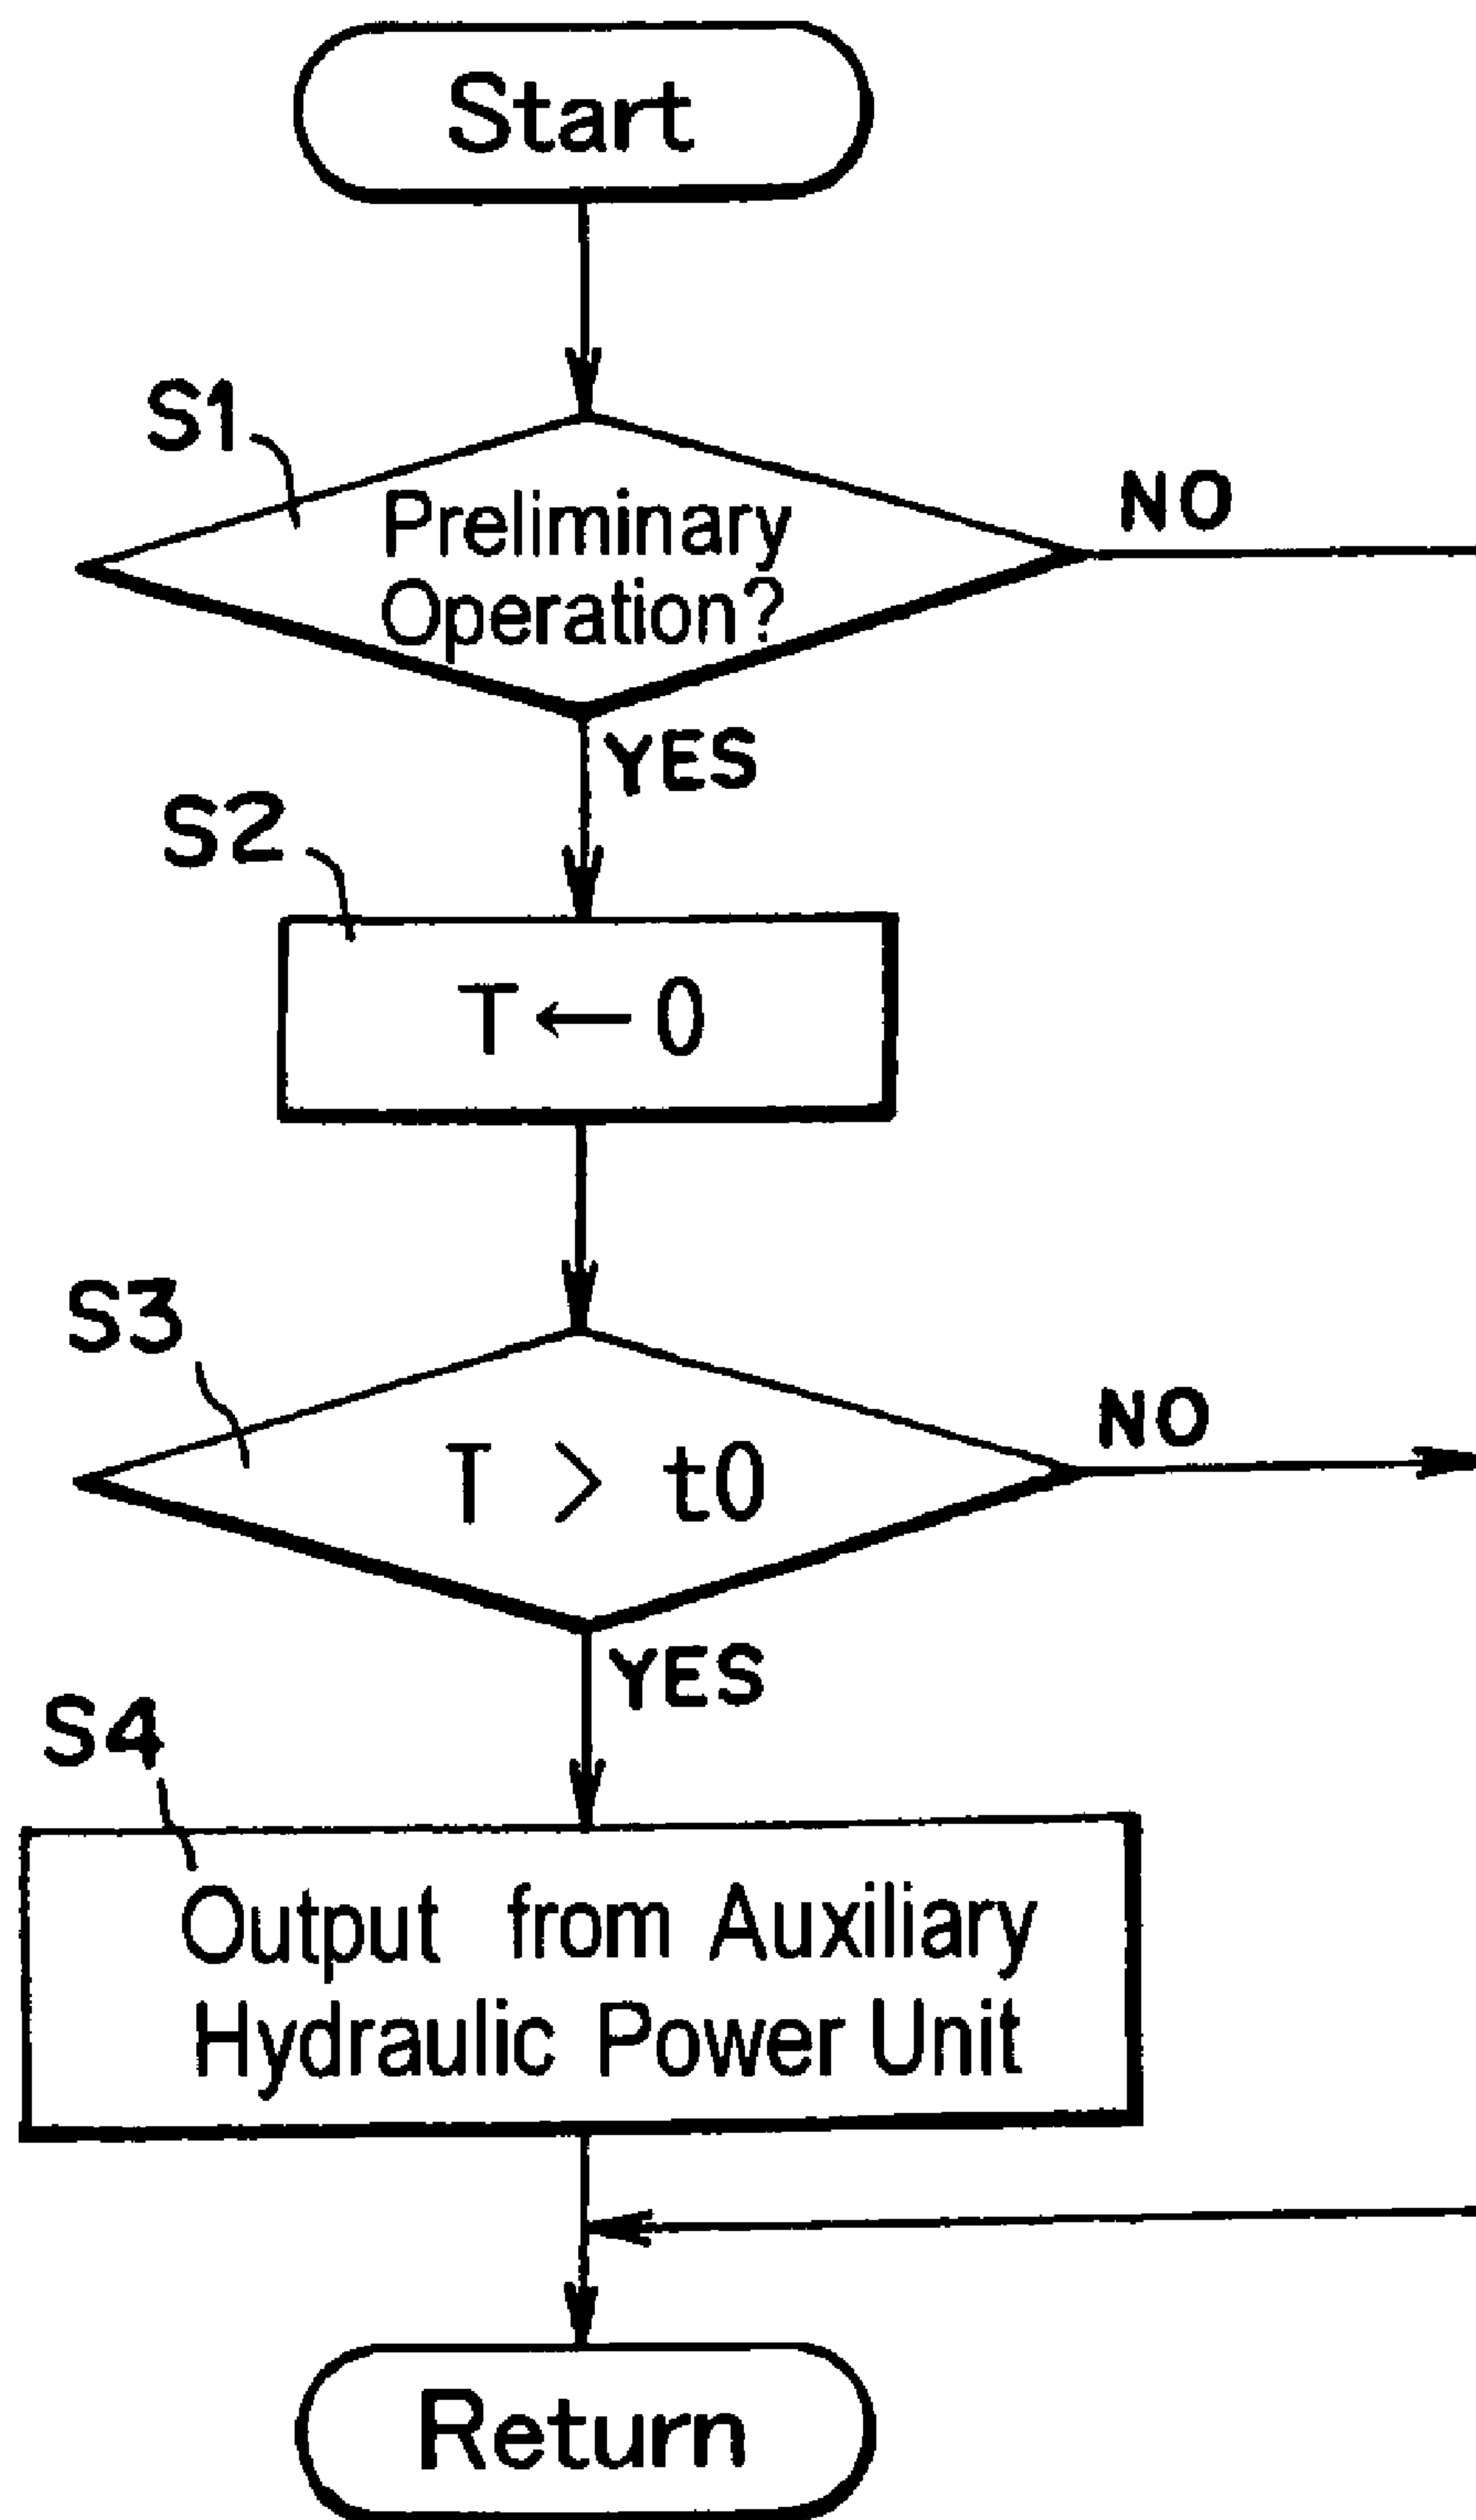 Start
S1
Preliminary
Operation?
NO
YES
S2
T ← 0
S3
T > t0
NO
YES
S4
Output from Auxiliary
Hydraulic Power Unit
Return